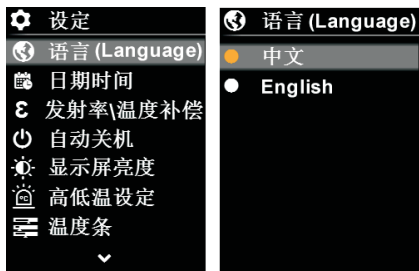 设定
语言 (Language)
日期时间
ε 发射率\温度补偿
自动关机
显示屏亮度
高低温设定
温度条
语言 (Language)
中文
English